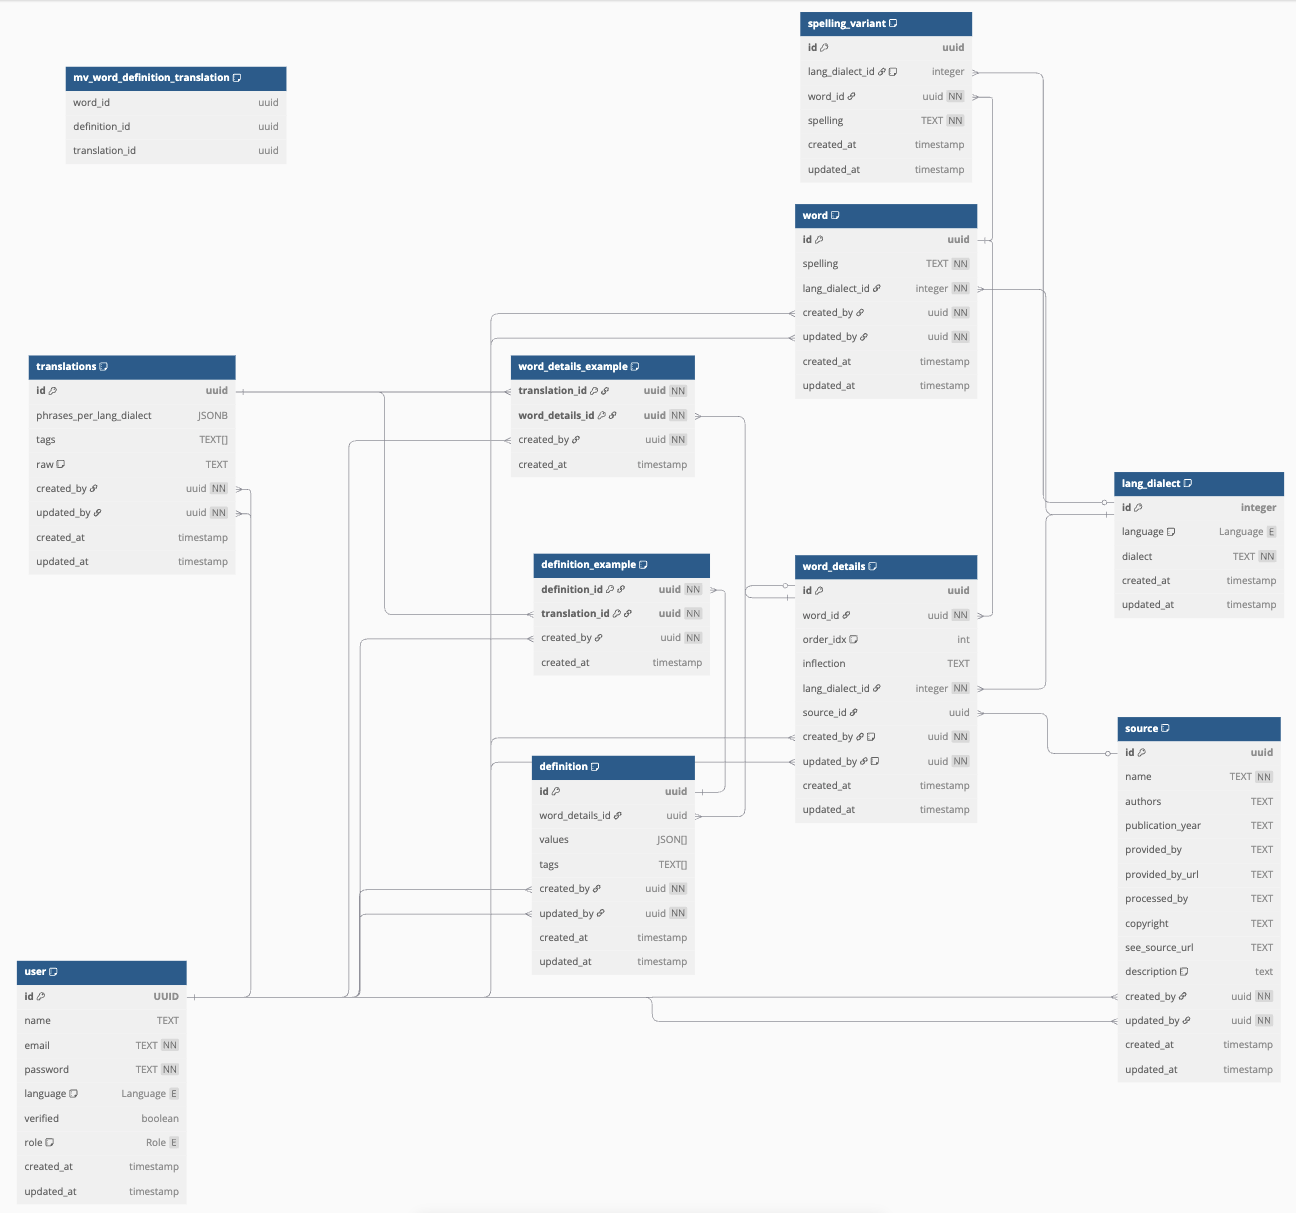 spelling_variant
id uuid
lang_dialect_id integer
word_id uuid NN
spelling TEXT NN
created_at timestamp
updated_at timestamp
mv_word_definition_translation
word_id uuid
definition_id uuid
translation_id uuid
word
id uuid
spelling TEXT NN
lang_dialect_id integer NN
created_by uuid NN
updated_by uuid NN
created_at timestamp
updated_at timestamp
translations
id uuid
phrases_per_lang_dialect JSONB
tags TEXT[]
raw TEXT
created_by uuid NN
updated_by uuid NN
created_at timestamp
updated_at timestamp
word_details_example
translation_id uuid NN
word_details_id uuid NN
created_by uuid NN
created_at timestamp
lang_dialect
id integer
language Language E
dialect TEXT NN
created_at timestamp
updated_at timestamp
definition_example
definition_id uuid NN
translation_id uuid NN
created_by uuid NN
created_at timestamp
word_details
id uuid
word_id uuid NN
order_idx int
inflection TEXT
lang_dialect_id integer NN
source_id uuid
created_by uuid NN
updated_by uuid NN
created_at timestamp
updated_at timestamp
source
id uuid
name TEXT NN
authors TEXT
publication_year TEXT
provided_by TEXT
provided_by_url TEXT
processed_by TEXT
copyright TEXT
see_source_url TEXT
description text
created_by uuid NN
updated_by uuid NN
created_at timestamp
updated_at timestamp
definition
id uuid
word_details_id uuid
values JSON[]
tags TEXT[]
created_by uuid NN
updated_by uuid NN
created_at timestamp
updated_at timestamp
user
id UUID
name TEXT
email TEXT NN
password TEXT NN
language Language E
verified boolean
role Role E
created_at timestamp
updated_at timestamp